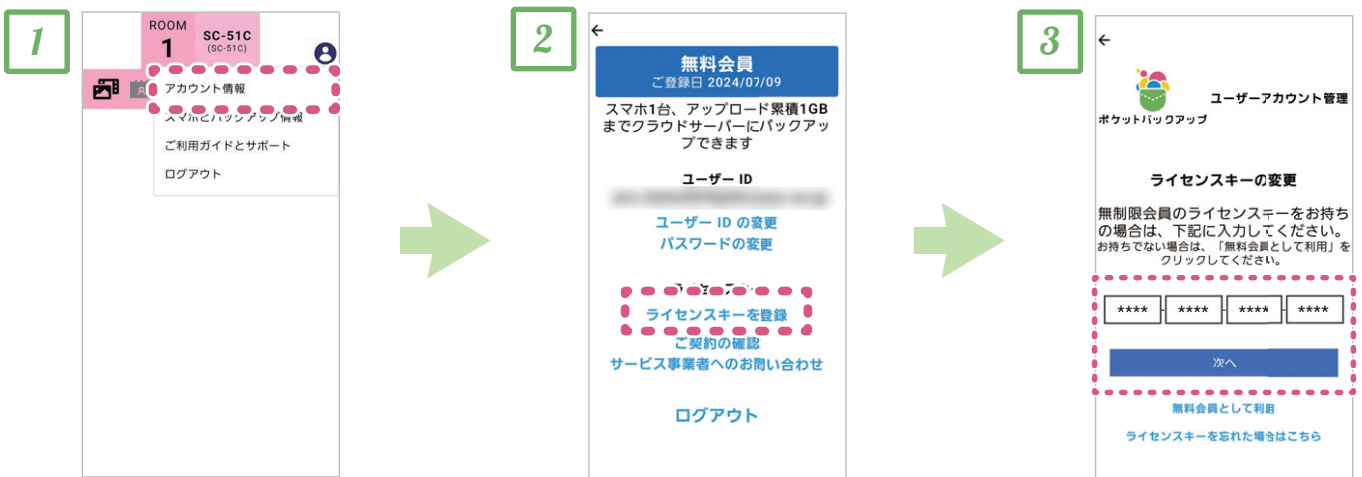 1
ROOM
1
SC-51C
(SC-51C)
アカウント情報
スマホとバックアップ情報
ご利用ガイドとサポート
ログアウト
2
←
無料会員
ご登録日 2024/07/09
スマホ1台、アップロード累積1GB
までクラウドサーバーにバックアッ
プできます
ユーザー ID
ユーザー ID の変更
パスワードの変更
ライセンスキーを登録
ご契約の確認
サービス事業者へのお問い合わせ
ログアウト
3
←
ポケットバックアップ
ユーザーアカウント管理
ライセンスキーの変更
無制限会員のライセンスキーをお持ち
の場合は、下記に入力してください。
お持ちでない場合は、「無料会員として利用」を
クリックしてください。
**** - **** - **** - ****
次へ
無料会員として利用
ライセンスキーを忘れた場合はこちら